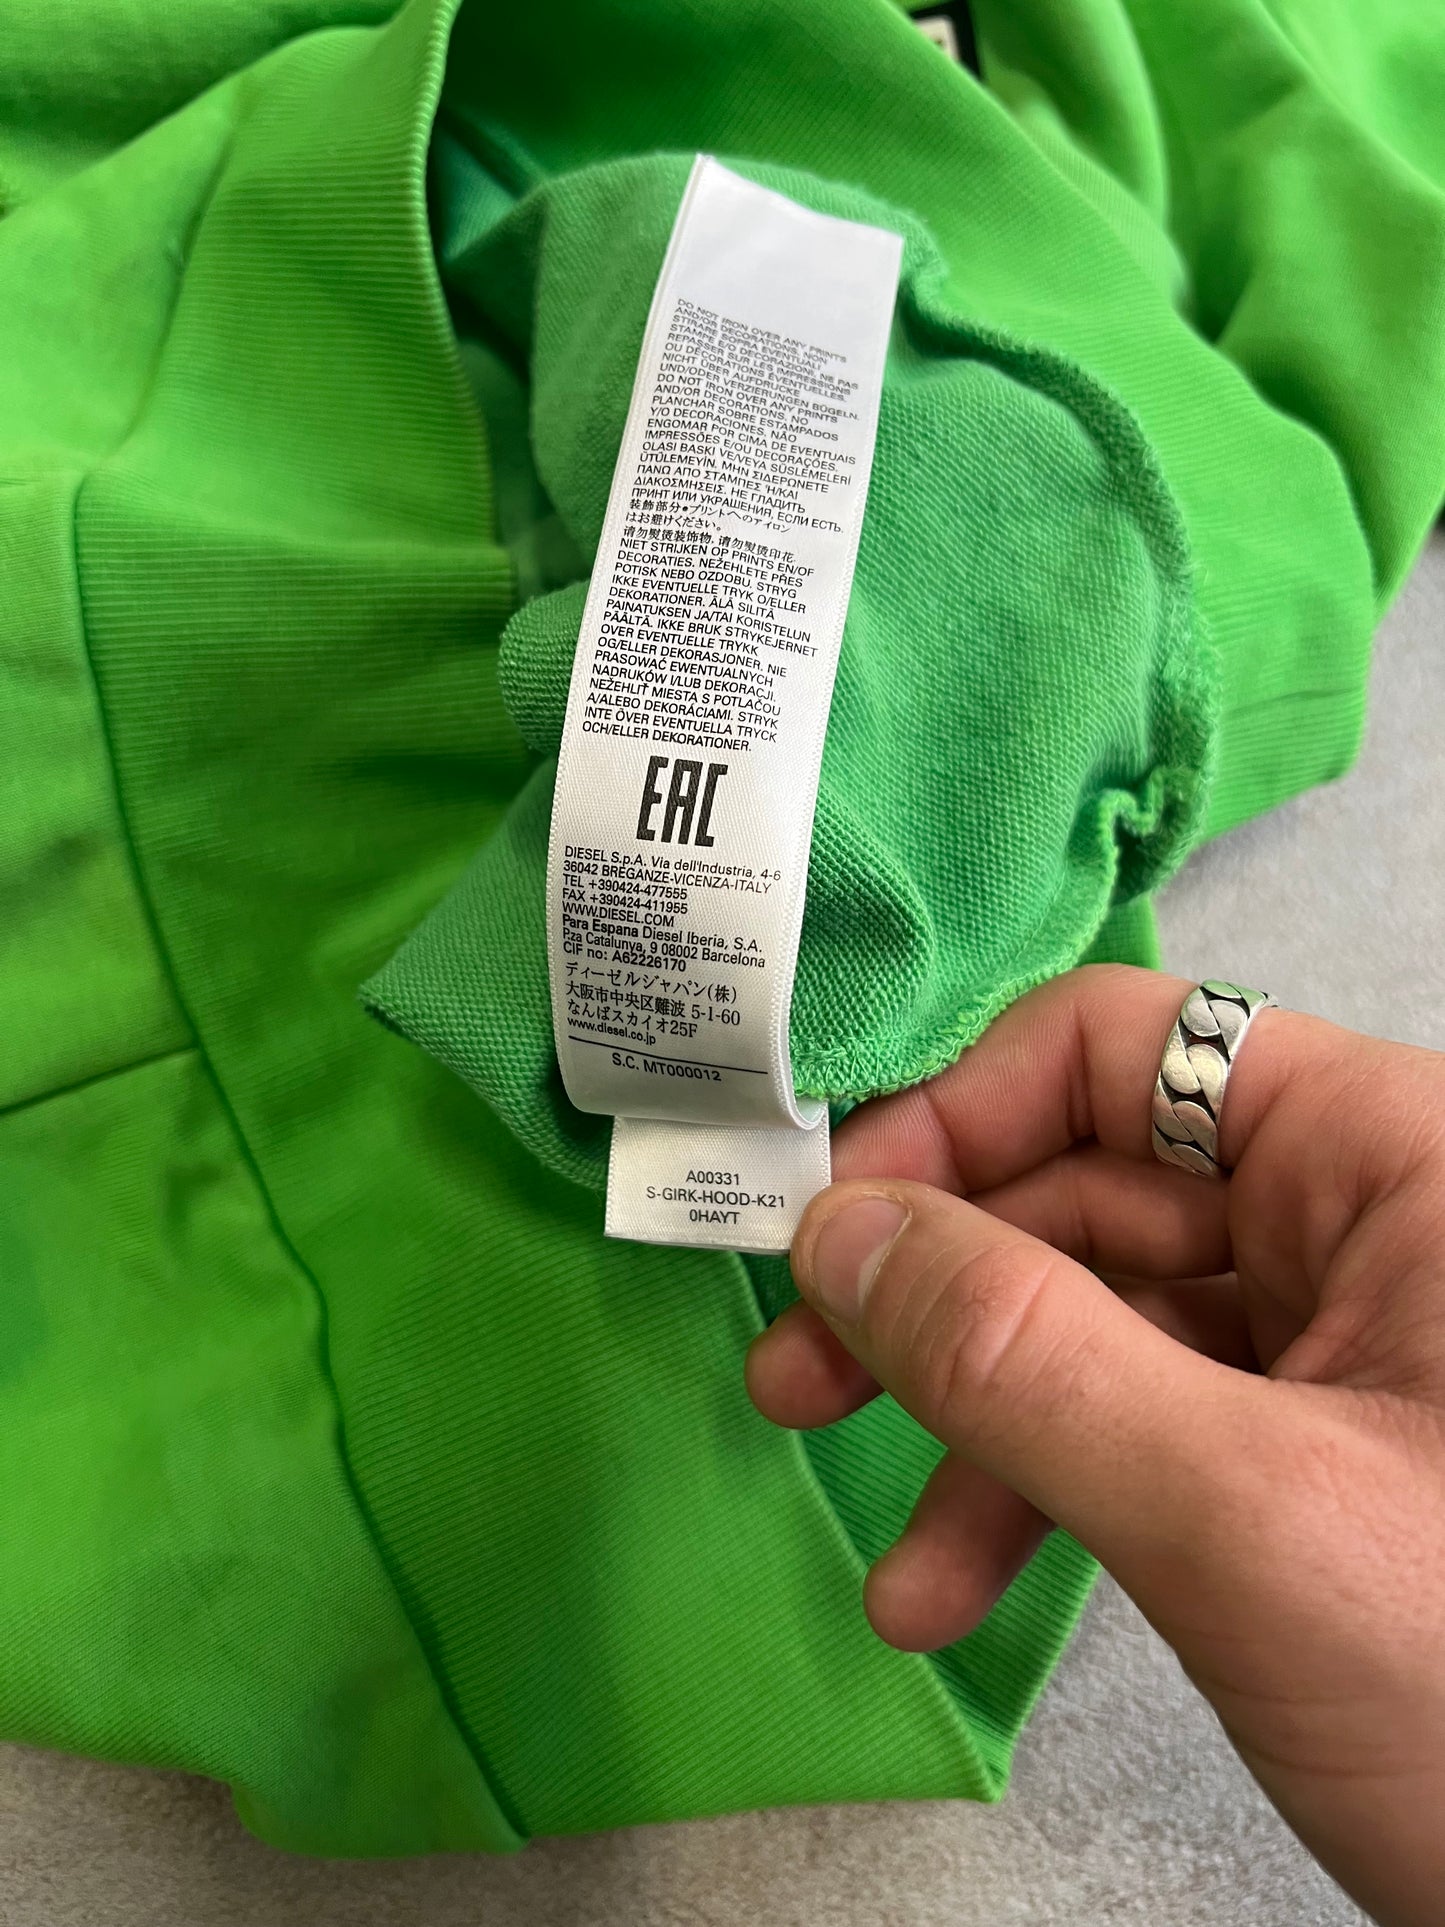 DO NOT IRON OVER ANY PRINTS
AND/OR DECORATIONS. NON
STIRARE SOPRA EVENTUALI
STAMPE E/O DECORAZIONI. NE PAS
REPASSER SUR LES IMPRESSIONS
OU DÉCORATIONS ÉVENTUELLES.
NICHT ÜBER AUFDRUCKE
UND/ODER VERZIERUNGEN BÜGELN.
DO NOT IRON OVER ANY PRINTS
AND/OR DECORATIONS. NO
PLANCHAR SOBRE ESTAMPADOS
Y/O DECORACIONES. NÃO
ENGOMAR POR CIMA DE EVENTUAIS
IMPRESSÕES E/OU DECORAÇÕES.
OLASI BASKI VE/VEYA SÜSLEMELERİ
ÜTÜLEMEYİN. ΜΗΝ ΣΙΔΕΡΩΝΕΤΕ
ΠΑΝΩ ΑΠΟ ΣΤΑΜΠΕΣ Ή/ΚΑΙ
ΔΙΑΚΟΣΜΗΣΕΙΣ. НЕ ГЛАДИТЬ
ПРИНТ ИЛИ УКРАШЕНИЯ, ЕСЛИ ЕСТЬ.
装飾部分●プリントへのアイロン
はお避けください。
请勿熨烫装饰物. 请勿熨烫印花.
NIET STRIJKEN OP PRINTS EN/OF
DECORATIES. NEŽEHLETE PŘES
POTISK NEBO OZDOBU. STRYG
IKKE EVENTUELLE TRYK O/ELLER
DEKORATIONER. ÄLÄ SILITÄ
PAINATUKSEN JA/TAI KORISTELUN
PÄÄLTÄ. IKKE BRUK STRYKEJERNET
OVER EVENTUELLE TRYKK
OG/ELLER DEKORASJONER. NIE
PRASOWAĆ EWENTUALNYCH
NADRUKÓW I/LUB DEKORACJI.
NEŽEHLIŤ MIESTA S POTLAČOU
A/ALEBO DEKORÁCIAMI. STRYK
INTE ÖVER EVENTUELLA TRYCK
OCH/ELLER DEKORATIONER.
EAC
DIESEL S.p.A. Via dell'Industria, 4-6
36042 BREGANZE-VICENZA-ITALY
TEL +390424-477555
FAX +390424-411955
WWW.DIESEL.COM
Para Espana Diesel Iberia, S.A.
P.za Catalunya, 9 08002 Barcelona
CIF no: A62226170
ディーゼルジャパン(株)
大阪市中央区難波 5-1-60
なんばスカイオ25F
www.diesel.co.jp
S.C. MT000012
A00331
S-GIRK-HOOD-K21
0HAYT